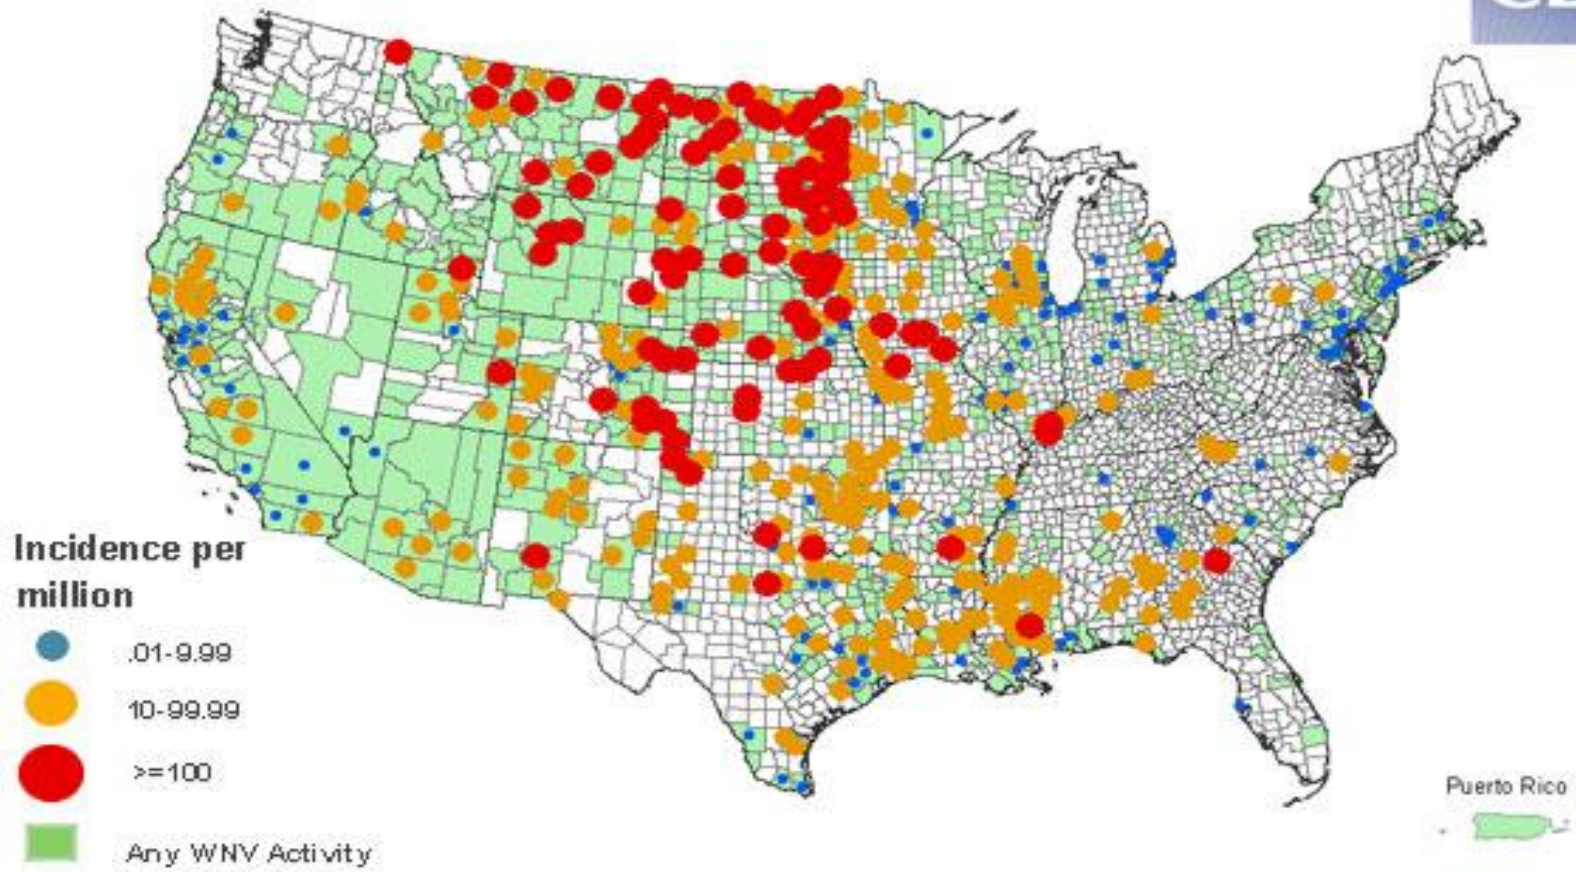 Incidence per
million
.01-9.99
10-99.99
>=100
Any WNV Activity
Puerto Rico